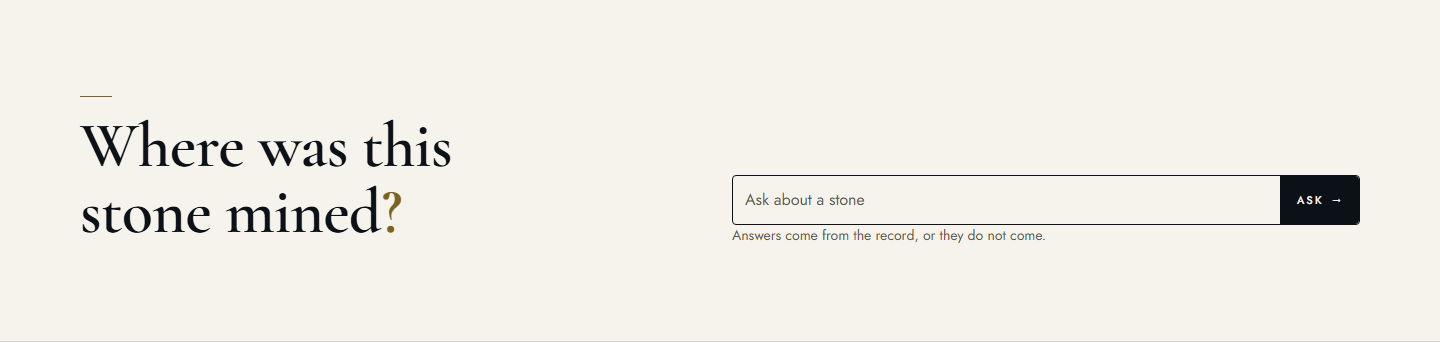 Where was this
stone mined?
Ask about a stone
ASK →
Answers come from the record, or they do not come.